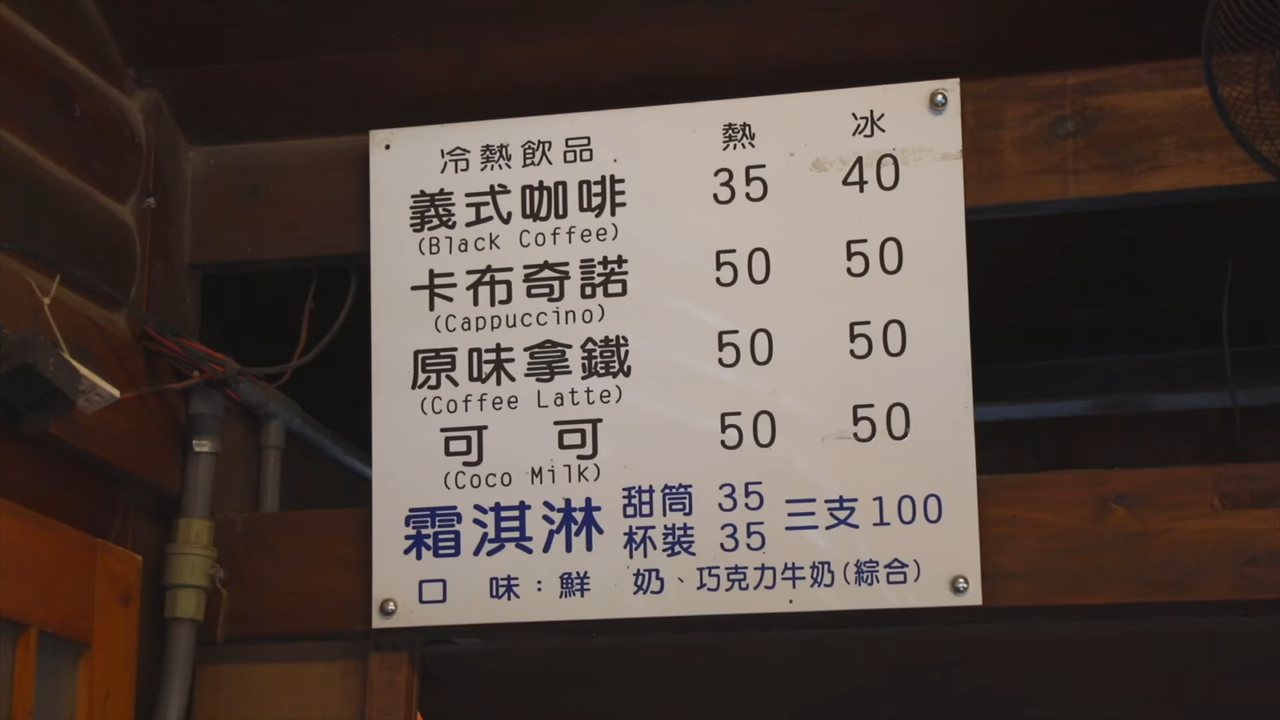 冷熱飲品 熱 冰
義式咖啡 35 40
(Black Coffee)
卡布奇諾 50 50
(Cappuccino)
原味拿鐵 50 50
(Coffee Latte)
可 可 50 50
(Coco Milk)
霜淇淋 甜筒 35 三支100
杯裝 35
口 味：鮮 奶、巧克力牛奶(綜合)